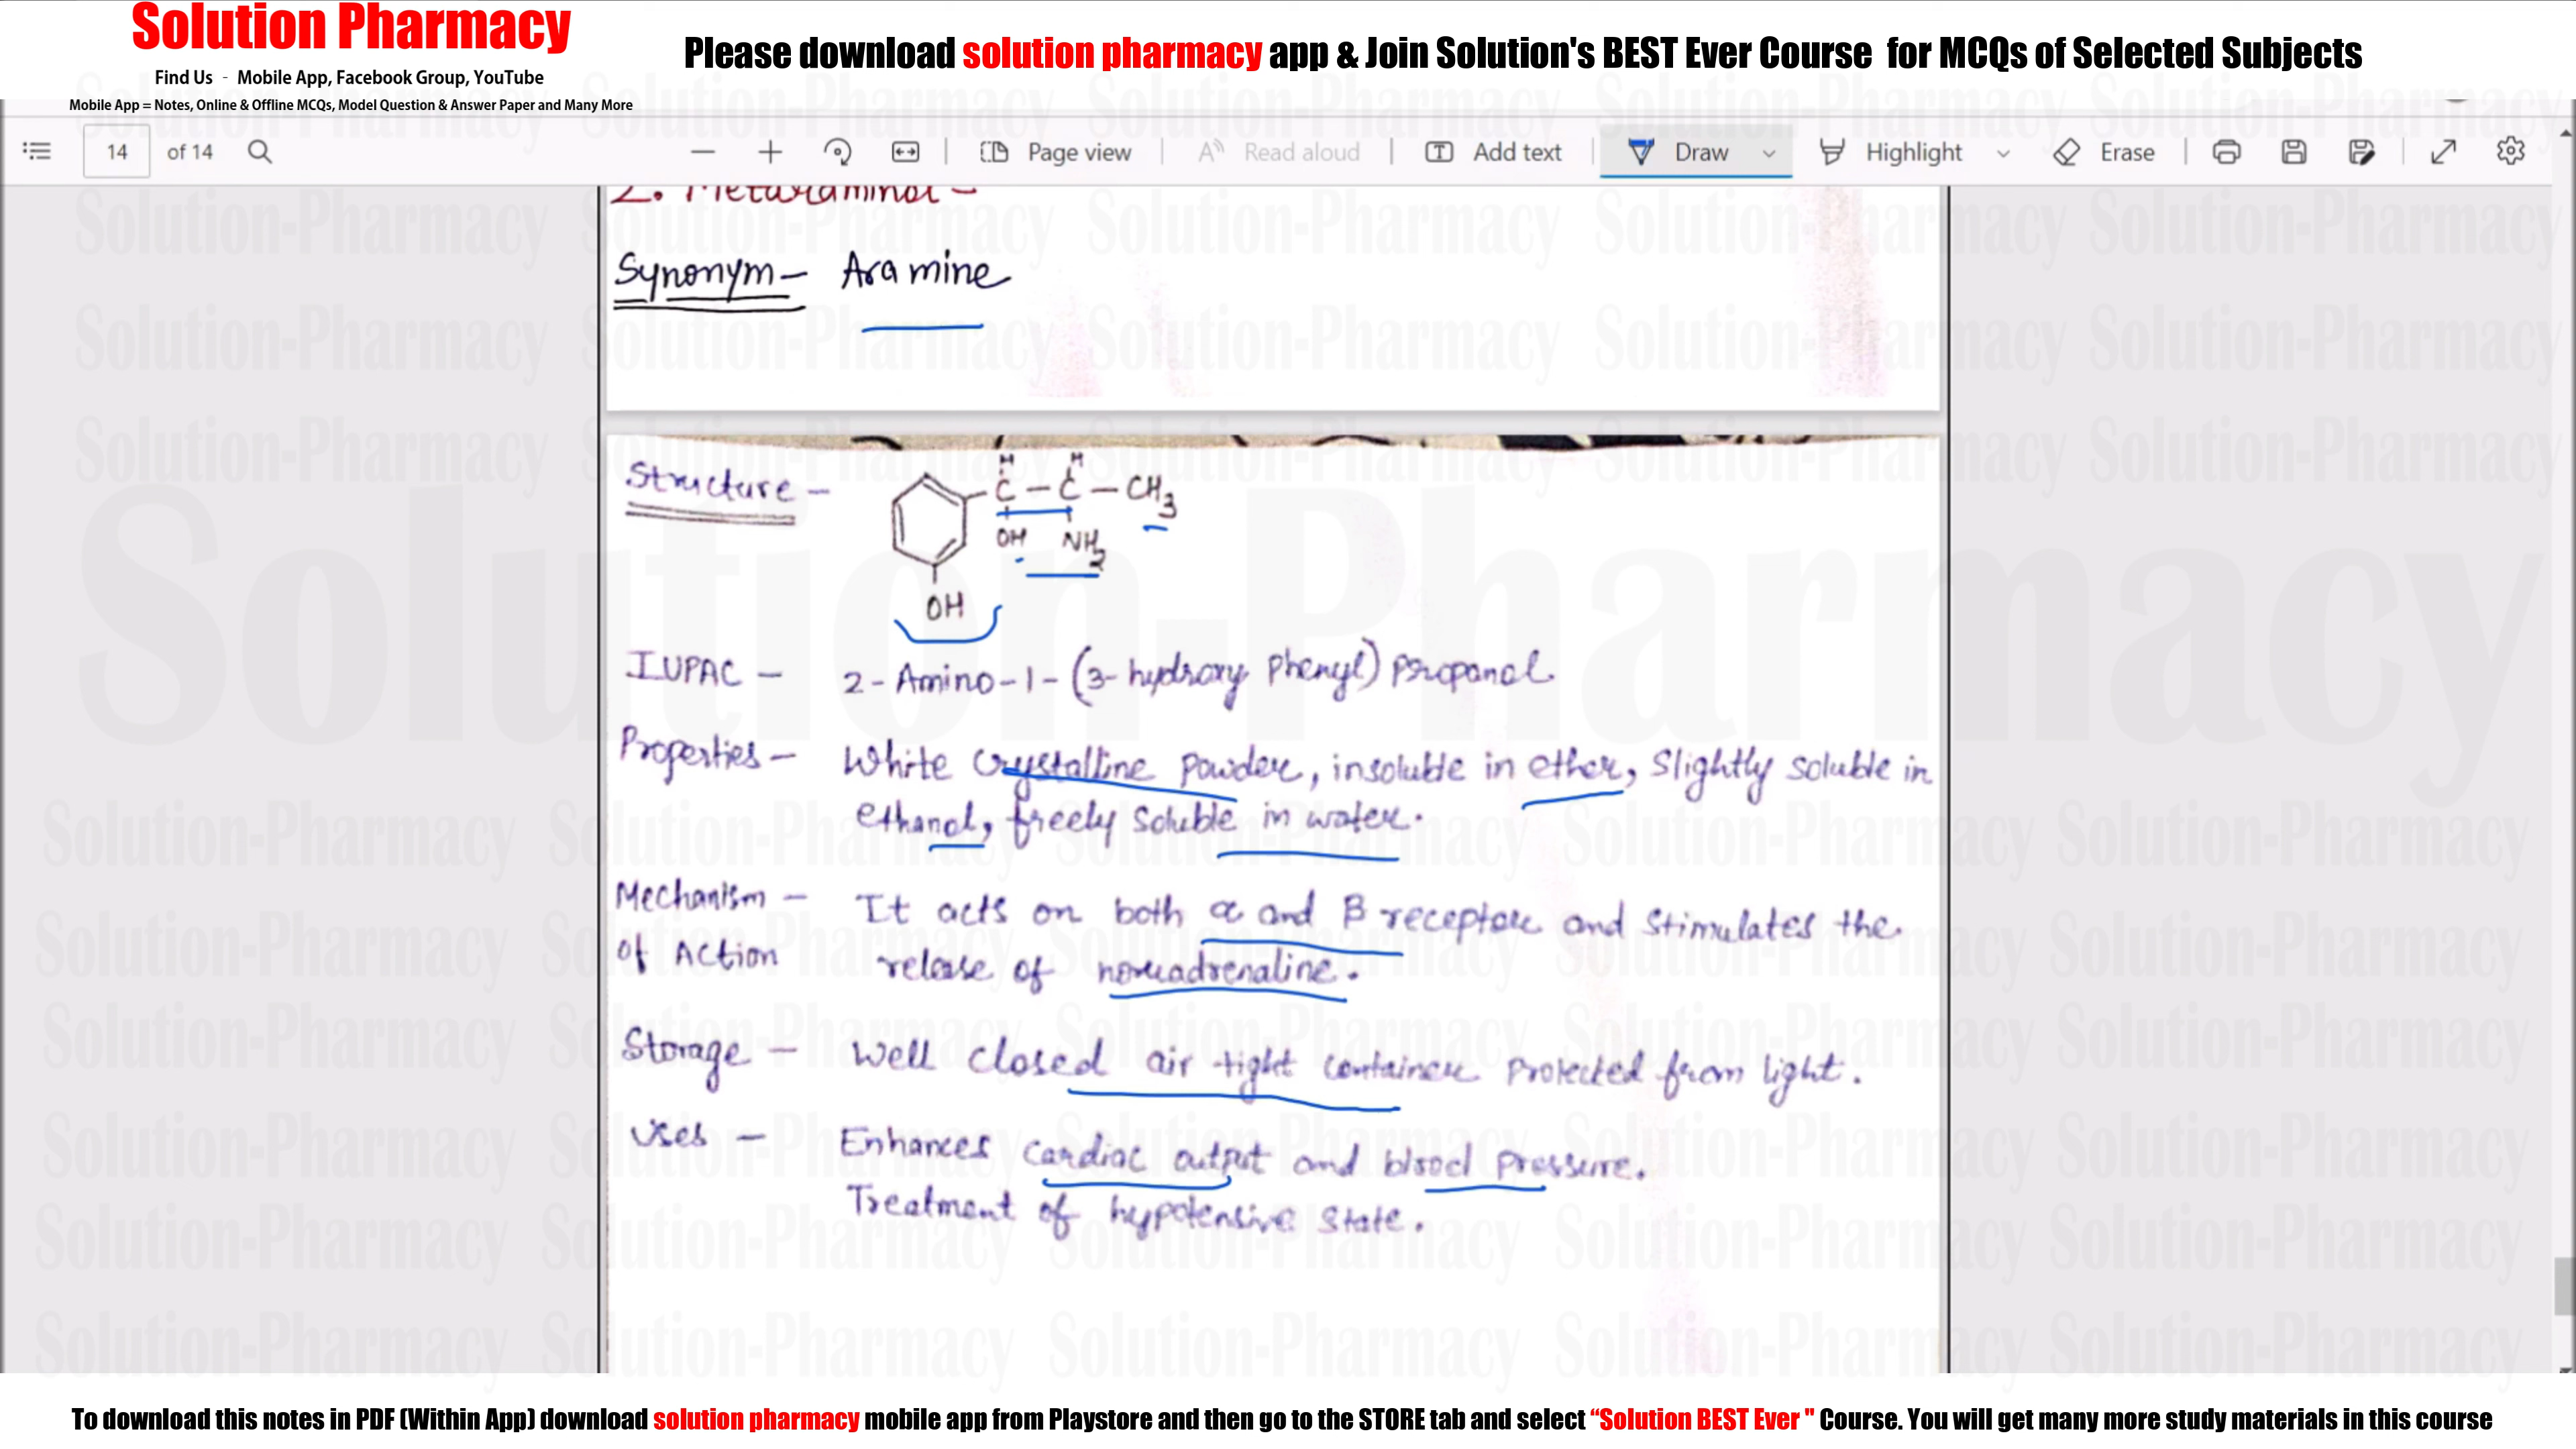 Solution Pharmacy
Find Us - Mobile App, Facebook Group, YouTube
Mobile App = Notes, Online & Offline MCQs, Model Question & Answer Paper and Many More
Please download solution pharmacy app & Join Solution's BEST Ever Course for MCQs of Selected Subjects
14 of 14 Page view Read aloud Add text Draw Highlight Erase
2. Metaraminol -
Synonym - Aramine
Structure -
H H
C - C - CH3
OH NH2
OH
IUPAC - 2-Amino-1-(3-hydroxy Phenyl) Propanol
Properties - White Crystalline Powder, insoluble in ether, Slightly soluble in
ethanol, freely soluble in water.
Mechanism - It acts on both α and β receptor and stimulates the
of Action release of noradrenaline.
Storage - Well closed air tight container Protected from light.
Uses - Enhances cardiac output and blood pressure.
Treatment of hypotensive state.
Solution-Pharmacy
To download this notes in PDF (Within App) download solution pharmacy mobile app from Playstore and then go to the STORE tab and select “Solution BEST Ever " Course. You will get many more study materials in this course